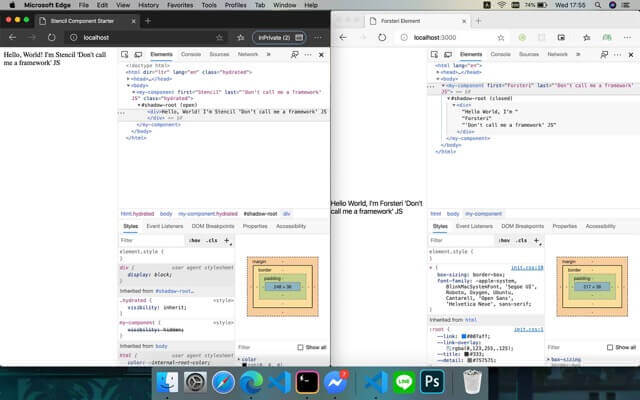 Microsoft Edge File Edit View History Favorites Tools Profiles Tab
74% Wed 17:55
Stencil Component Starter
localhost
InPrivate (2)
Hello, World! I'm Stencil 'Don't call
me a framework' JS
Elements Console Sources Network
<!doctype html>
<html dir="ltr" lang="en" class="hydrated">
<head>…</head>
<body>
<my-component first="Stencil" last="Don't call me a framework'
JS" class="hydrated">
#shadow-root (open)
<div>Hello, World! I'm Stencil 'Don't call me a framework' JS
</div> == $0
</my-component>
</body>
</html>
html.hydrated body my-component.hydrated #shadow-root div
Styles Event Listeners DOM Breakpoints Properties Accessibility
Filter :hov .cls +
element.style {
}
div { user agent stylesheet
display: block;
}
Inherited from #shadow-root…
.hydrated { <style>
visibility: inherit;
}
my-component { <style>
visibility: hidden;
}
Inherited from body
html { user agent stylesheet
color: -internal-root-color;
margin
border
padding
248 × 36
Filter Show all
color
Forsteri Element
localhost:3000
Hello World, I'm Forsteri 'Don't
call me a framework' JS
Elements Console Sources
<html lang="en">
<head>…</head>
<body>
<my-component first="Forsteri" last="Don't call me a framework'
JS"> == $0
#shadow-root (closed)
<div>
"Hello World, I'm "
"Forsteri"
"'Don't call me a framework' JS"
</div>
</my-component>
</body>
</html>
html body my-component
Styles Event Listeners DOM Breakpoints Properties Accessibility
Filter :hov .cls +
element.style {
}
* { init.css:10
box-sizing: border-box;
font-family: -apple-system,
BlinkMacSystemFont, 'Segoe UI',
Roboto, Oxygen, Ubuntu,
Cantarell, 'Open Sans',
'Helvetica Neue', sans-serif;
}
Inherited from html
:root { init.css:1
--link: #007aff;
--link-overlay:
rgba(0,123,255,.125);
--title: #333;
--detail: #757575;
margin
border
padding
217 × 36
Filter Show all
box-sizing
LINE
Ps